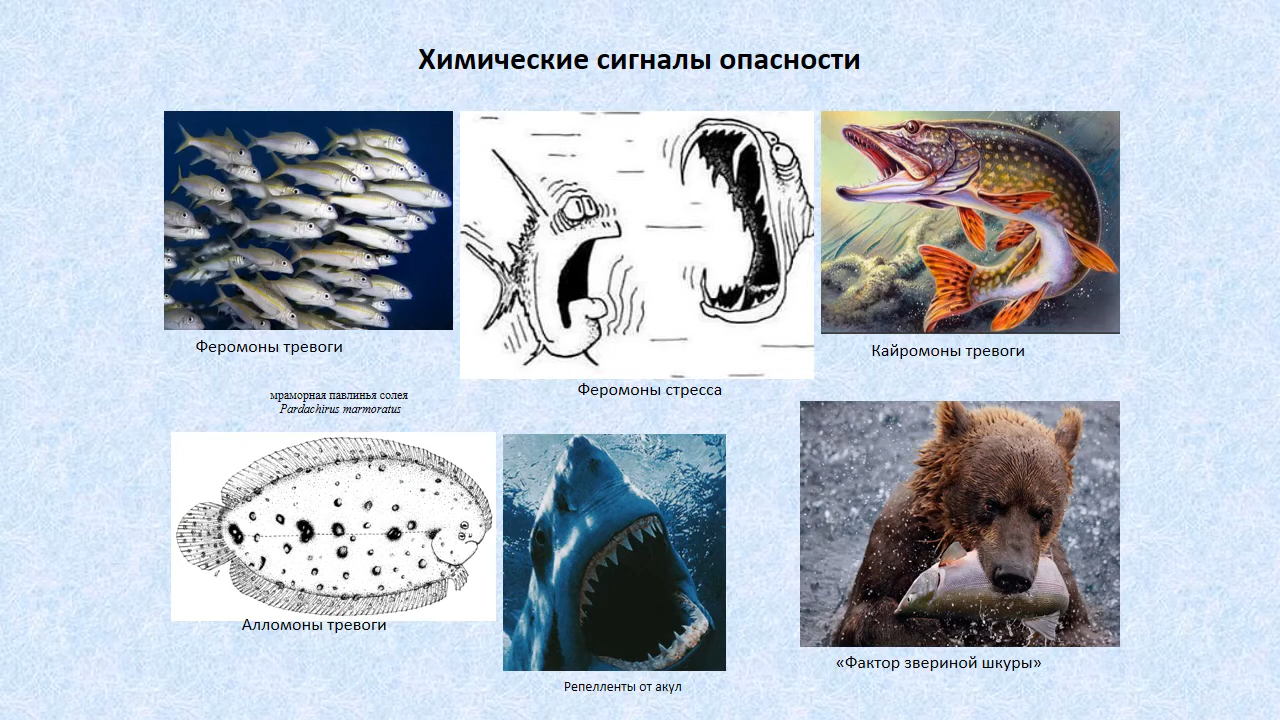 Химические сигналы опасности
Феромоны тревоги
Феромоны стресса
Кайромоны тревоги
мраморная павлинья солея
Pardachirus marmoratus
Алломоны тревоги
Репелленты от акул
«Фактор звериной шкуры»